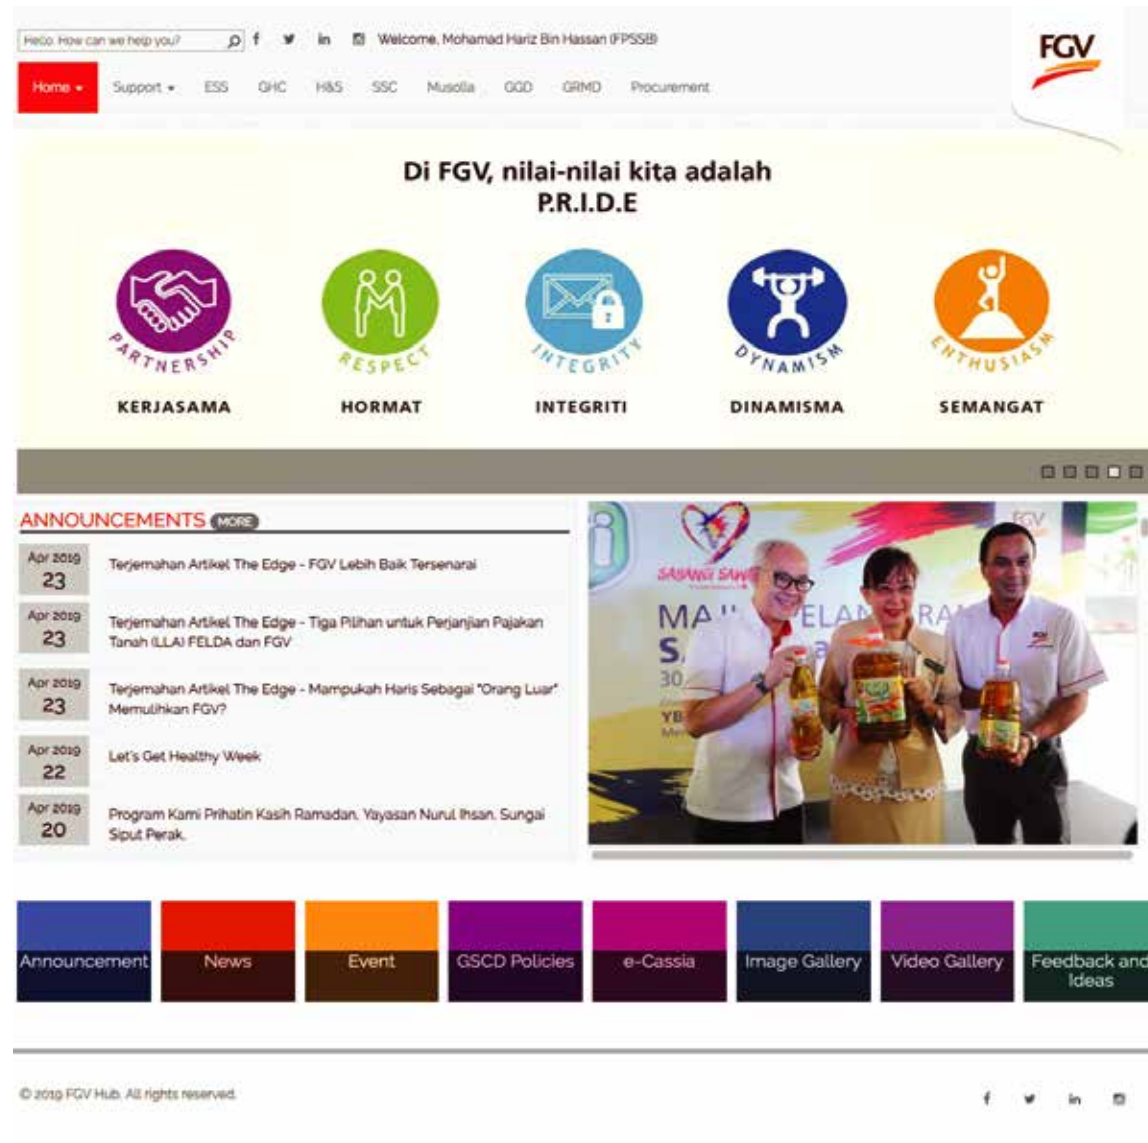 Hello. How can we help you?
Welcome, Mohamad Hariz Bin Hassan (FPSSB)
FGV
Home
Support
ESS
GHC
H&S
SSC
Musolla
GGD
GRMD
Procurement
Di FGV, nilai-nilai kita adalah
P.R.I.D.E
PARTNERSHIP
RESPECT
INTEGRITY
DYNAMISM
ENTHUSIASM
KERJASAMA
HORMAT
INTEGRITI
DINAMISMA
SEMANGAT
ANNOUNCEMENTS MORE
Apr 2019
23
Terjemahan Artikel The Edge - FGV Lebih Baik Tersenarai
Apr 2019
23
Terjemahan Artikel The Edge - Tiga Pilihan untuk Perjanjian Pajakan
Tanah (LLA) FELDA dan FGV
Apr 2019
23
Terjemahan Artikel The Edge - Mampukah Haris Sebagai "Orang Luar"
Memulihkan FGV?
Apr 2019
22
Let's Get Healthy Week
Apr 2019
20
Program Kami Prihatin Kasih Ramadan, Yayasan Nurul Ihsan, Sungai
Siput Perak.
FGV
SAYANGI SAWIT
30
YB
Announcement
News
Event
GSCD Policies
e-Cassia
Image Gallery
Video Gallery
Feedback and
Ideas
© 2019 FGV Hub. All rights reserved.